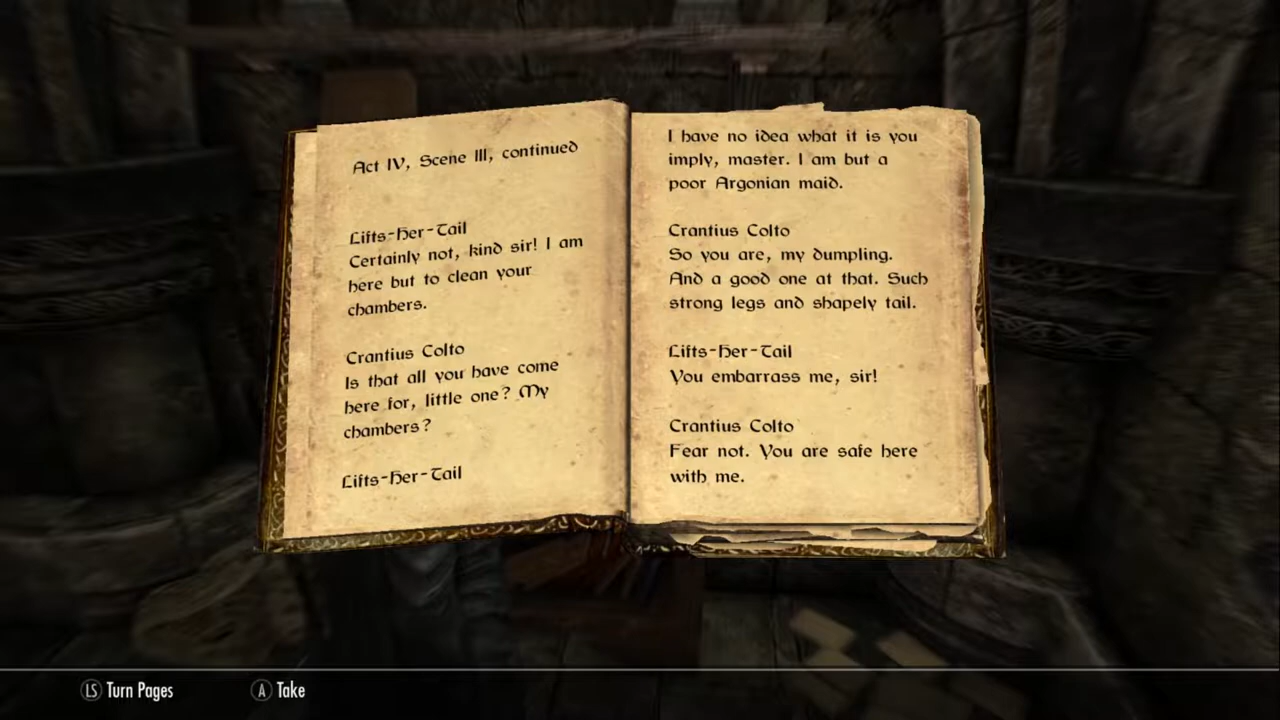 Act IV, Scene III, continued
Lifts-Her-Tail
Certainly not, kind sir! I am
here but to clean your
chambers.
Crantius Colto
Is that all you have come
here for, little one? My
chambers?
Lifts-Her-Tail
I have no idea what it is you
imply, master. I am but a
poor Argonian maid.
Crantius Colto
So you are, my dumpling.
And a good one at that. Such
strong legs and shapely tail.
Lifts-Her-Tail
You embarrass me, sir!
Crantius Colto
Fear not. You are safe here
with me.
LS Turn Pages
A Take